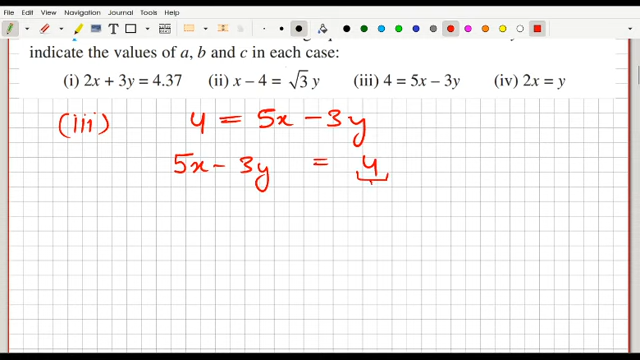 File Edit View Navigation Journal Tools Help
indicate the values of a, b and c in each case:
(i) 2x + 3y = 4.37 (ii) x – 4 = √3 y (iii) 4 = 5x – 3y (iv) 2x = y
(iii) 4 = 5x – 3y
5x – 3y = 4